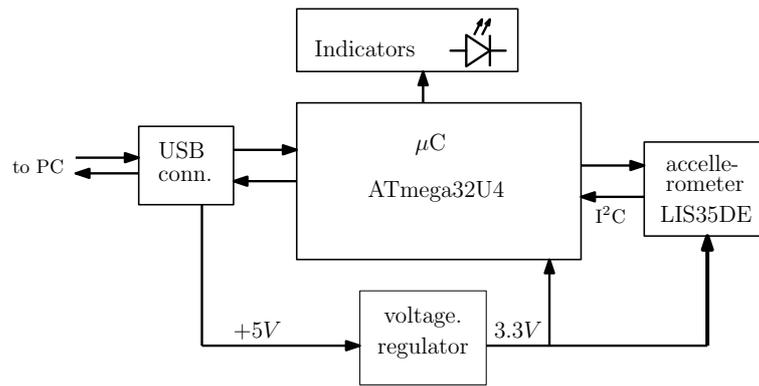 Indicators
to PC
USB
conn.
μC
ATmega32U4
accelle-
rometer
LIS35DE
I²C
+5V
voltage.
regulator
3.3V